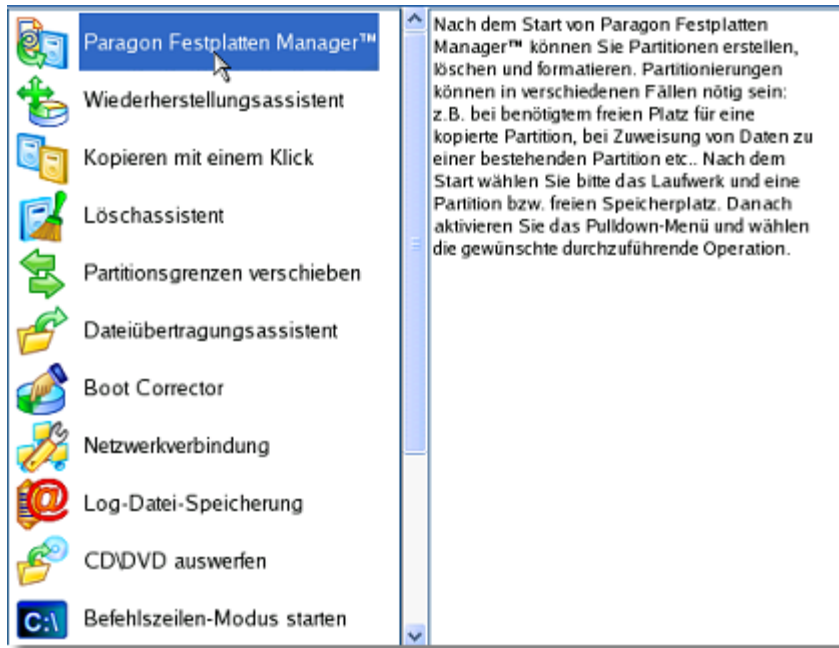 Paragon Festplatten Manager™
Wiederherstellungsassistent
Kopieren mit einem Klick
Löschassistent
Partitionsgrenzen verschieben
Dateiübertragungsassistent
Boot Corrector
Netzwerkverbindung
Log-Datei-Speicherung
CD\DVD auswerfen
C:\ Befehlszeilen-Modus starten
Nach dem Start von Paragon Festplatten
Manager™ können Sie Partitionen erstellen,
löschen und formatieren. Partitionierungen
können in verschiedenen Fällen nötig sein:
z.B. bei benötigtem freien Platz für eine
kopierte Partition, bei Zuweisung von Daten zu
einer bestehenden Partition etc.. Nach dem
Start wählen Sie bitte das Laufwerk und eine
Partition bzw. freien Speicherplatz. Danach
aktivieren Sie das Pulldown-Menü und wählen
die gewünschte durchzuführende Operation.